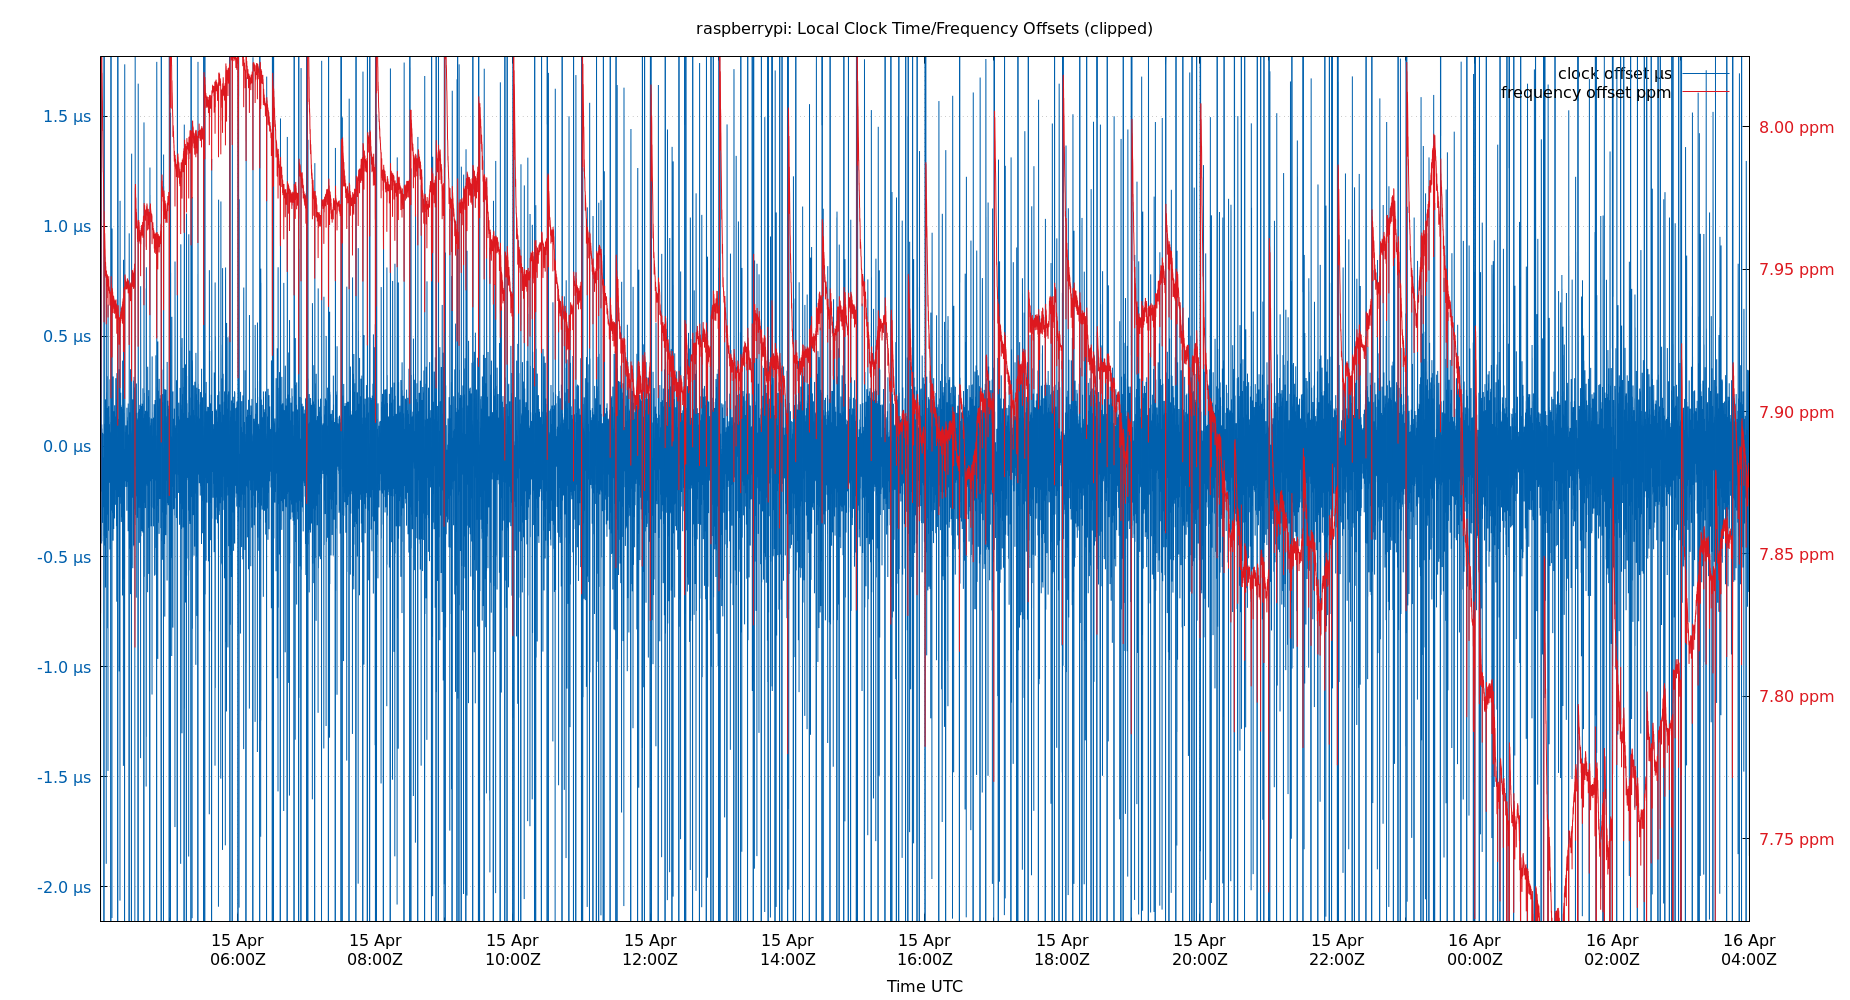 raspberrypi: Local Clock Time/Frequency Offsets (clipped)
clock offset µs
frequency offset ppm
1.5 µs
1.0 µs
0.5 µs
0.0 µs
-0.5 µs
-1.0 µs
-1.5 µs
-2.0 µs
8.00 ppm
7.95 ppm
7.90 ppm
7.85 ppm
7.80 ppm
7.75 ppm
15 Apr 15 Apr 15 Apr 15 Apr 15 Apr 15 Apr 15 Apr 15 Apr 15 Apr 16 Apr 16 Apr 16 Apr
06:00Z 08:00Z 10:00Z 12:00Z 14:00Z 16:00Z 18:00Z 20:00Z 22:00Z 00:00Z 02:00Z 04:00Z
Time UTC